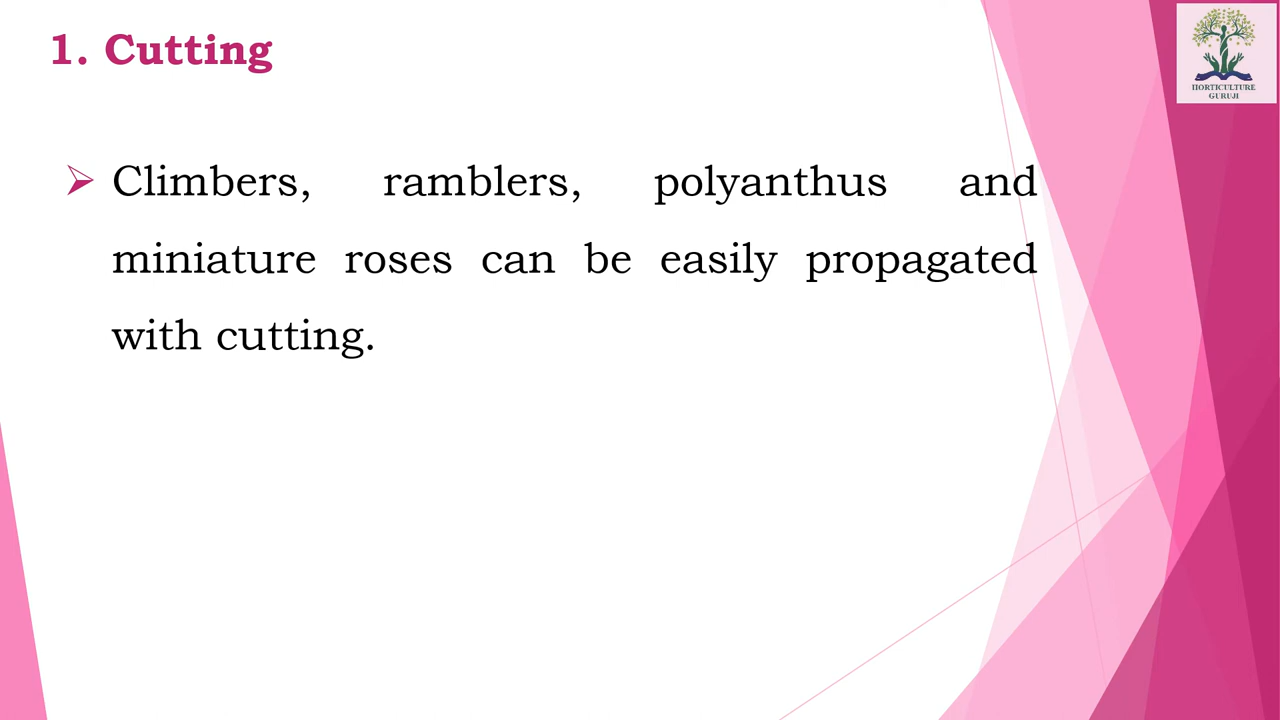 1. Cutting
HORTICULTURE
GURUJI
Climbers, ramblers, polyanthus and
miniature roses can be easily propagated
with cutting.